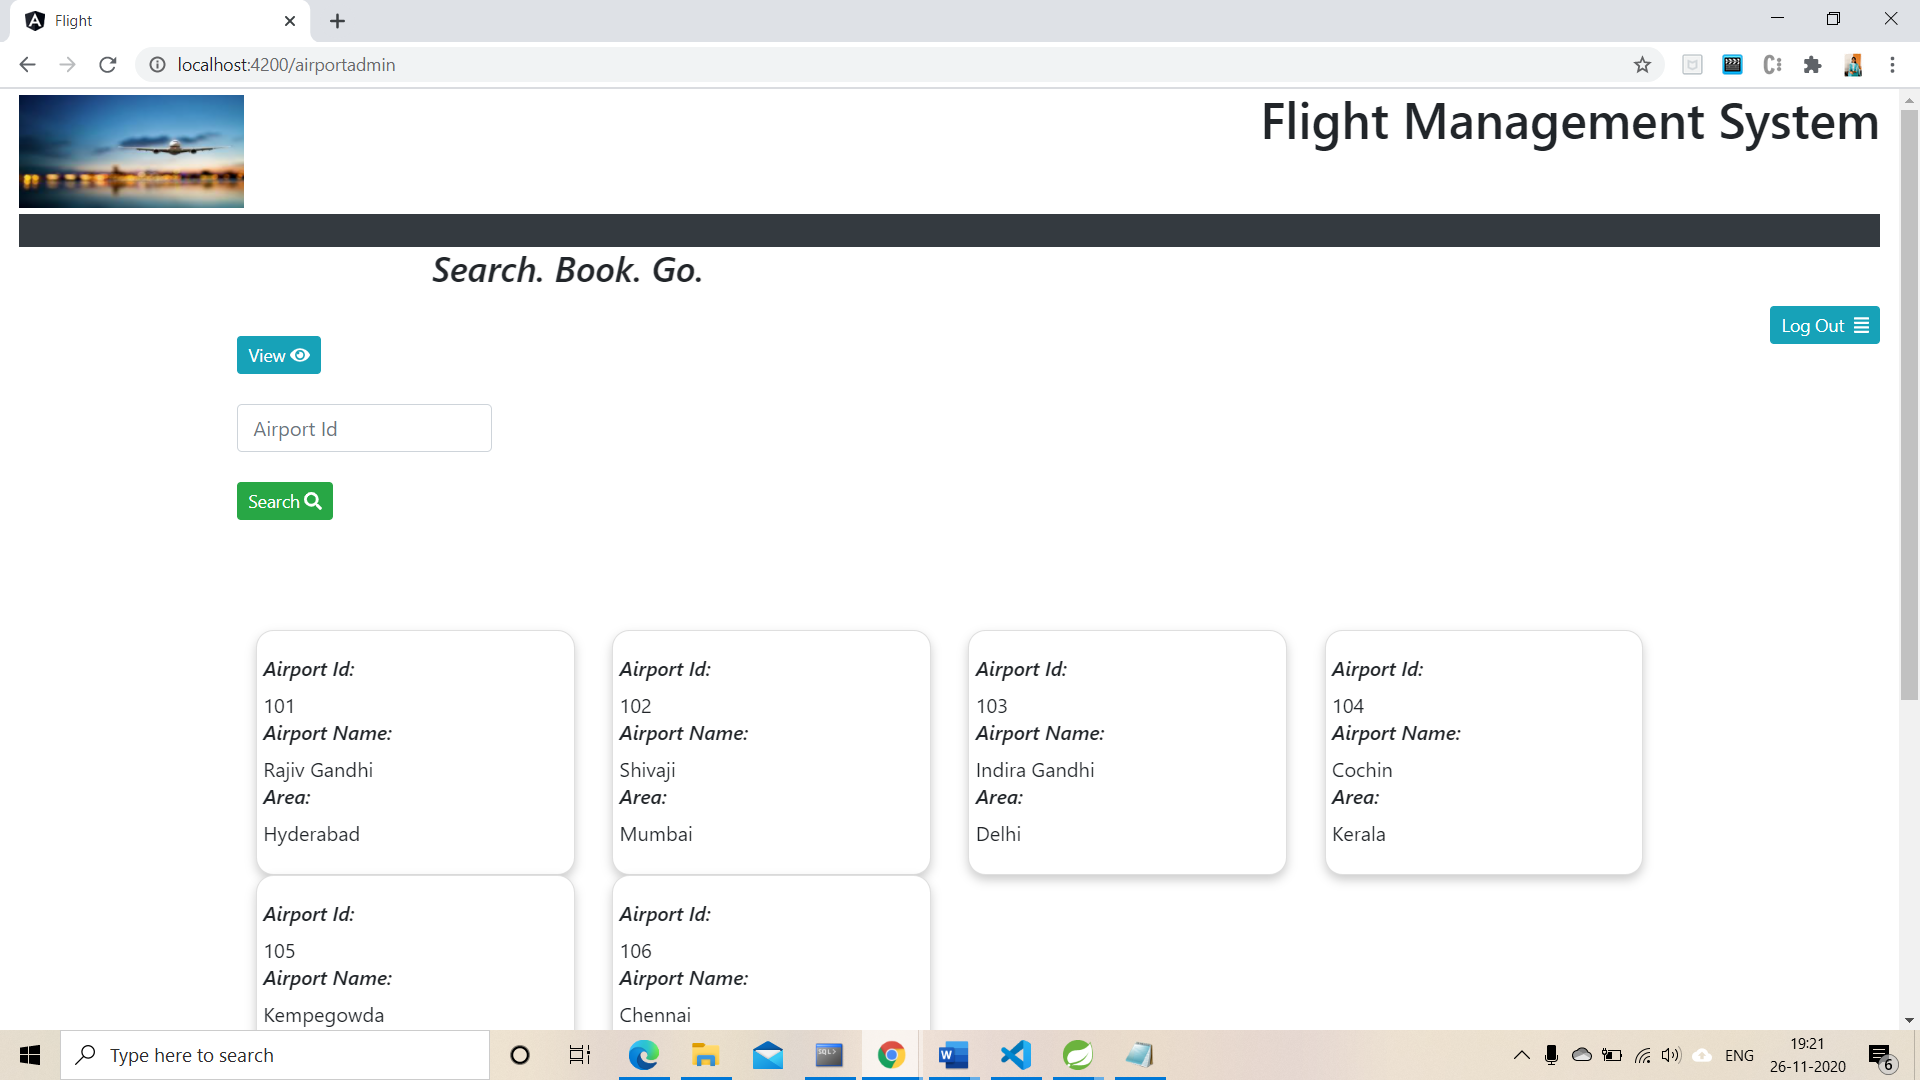 Flight
localhost:4200/airportadmin
Flight Management System
Search. Book. Go.
Log Out
View
Airport Id
Search
Airport Id:
101
Airport Name:
Rajiv Gandhi
Area:
Hyderabad
Airport Id:
102
Airport Name:
Shivaji
Area:
Mumbai
Airport Id:
103
Airport Name:
Indira Gandhi
Area:
Delhi
Airport Id:
104
Airport Name:
Cochin
Area:
Kerala
Airport Id:
105
Airport Name:
Kempegowda
Airport Id:
106
Airport Name:
Chennai
Type here to search
SQL>
W
ENG
19:21
26-11-2020
6